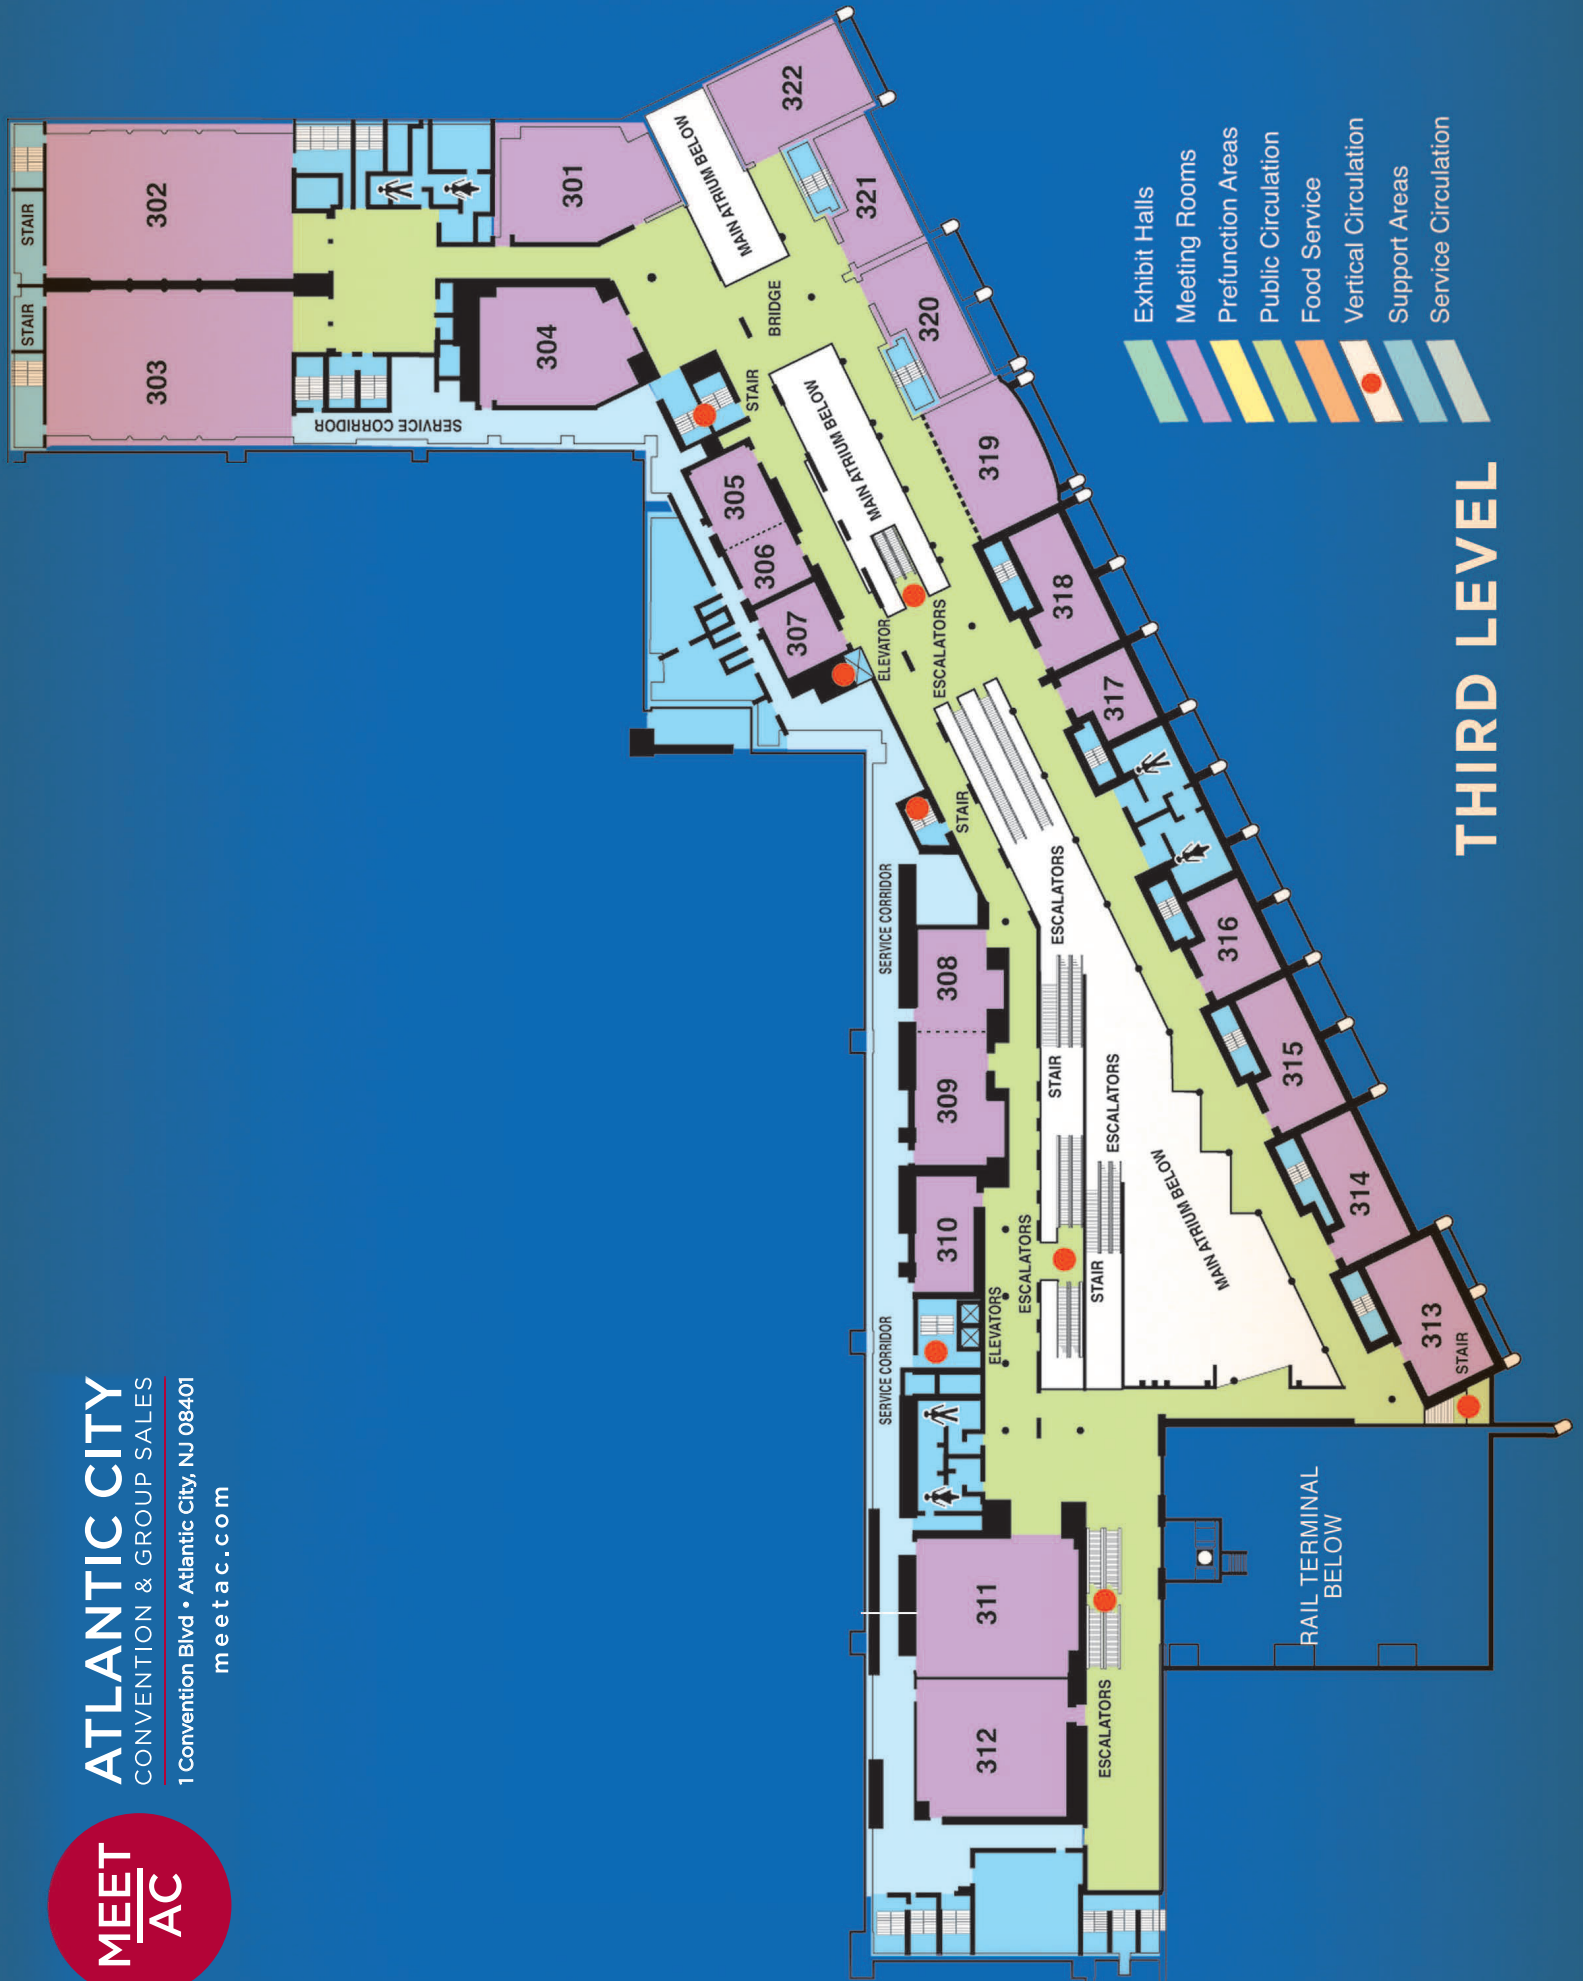 MEET
AC
ATLANTIC CITY
CONVENTION & GROUP SALES
1 Convention Blvd • Atlantic City, NJ 08401
meetac.com
THIRD LEVEL
Exhibit Halls
Meeting Rooms
Prefunction Areas
Public Circulation
Food Service
Vertical Circulation
Support Areas
Service Circulation
STAIR
STAIR
302
303
301
304
SERVICE CORRIDOR
MAIN ATRIUM BELOW
322
321
320
319
BRIDGE
STAIR
MAIN ATRIUM BELOW
305
306
307
ELEVATOR
ESCALATORS
318
317
STAIR
ESCALATORS
316
315
314
313
STAIR
SERVICE CORRIDOR
308
309
310
STAIR
ESCALATORS
ESCALATORS
STAIR
MAIN ATRIUM BELOW
ELEVATORS
SERVICE CORRIDOR
311
312
ESCALATORS
RAIL TERMINAL
BELOW